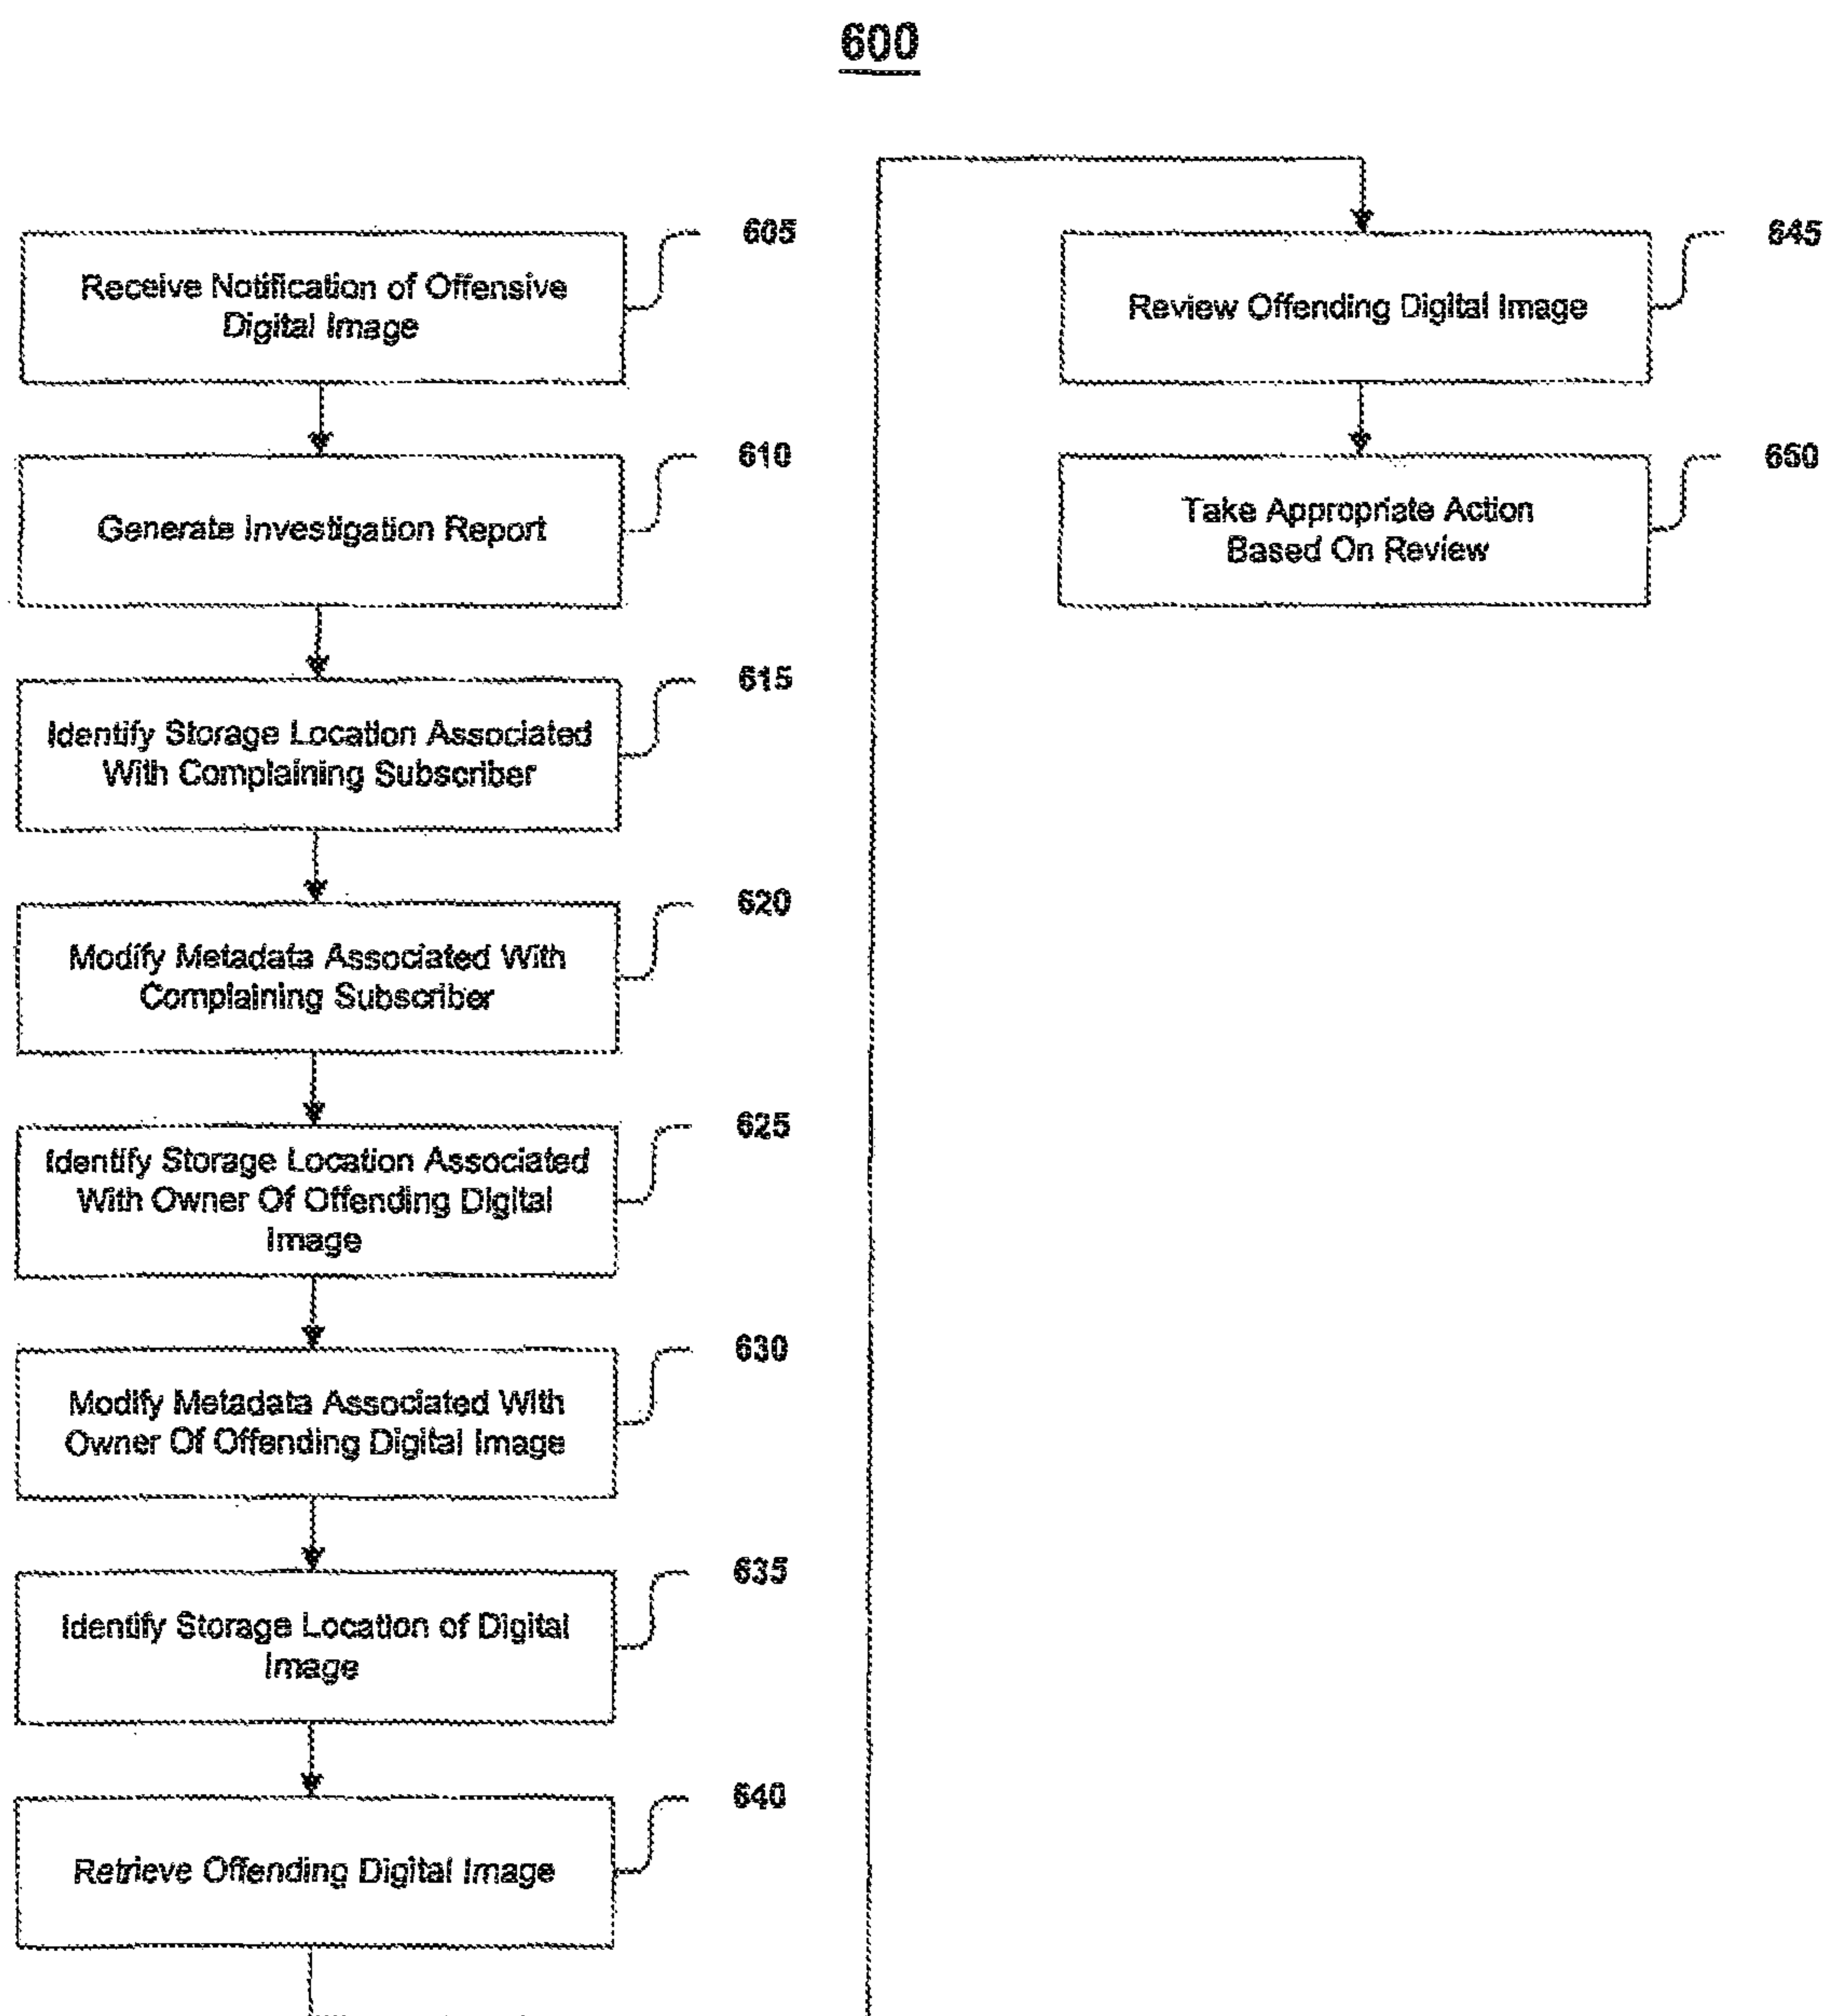 600
605
Receive Notification of Offensive
Digital Image
610
Generate Investigation Report
615
Identify Storage Location Associated
With Complaining Subscriber
620
Modify Metadata Associated With
Complaining Subscriber
625
Identify Storage Location Associated
With Owner Of Offending Digital
Image
630
Modify Metadata Associated With
Owner Of Offending Digital Image
635
Identify Storage Location of Digital
Image
640
Retrieve Offending Digital Image
645
Review Offending Digital Image
650
Take Appropriate Action
Based On Review